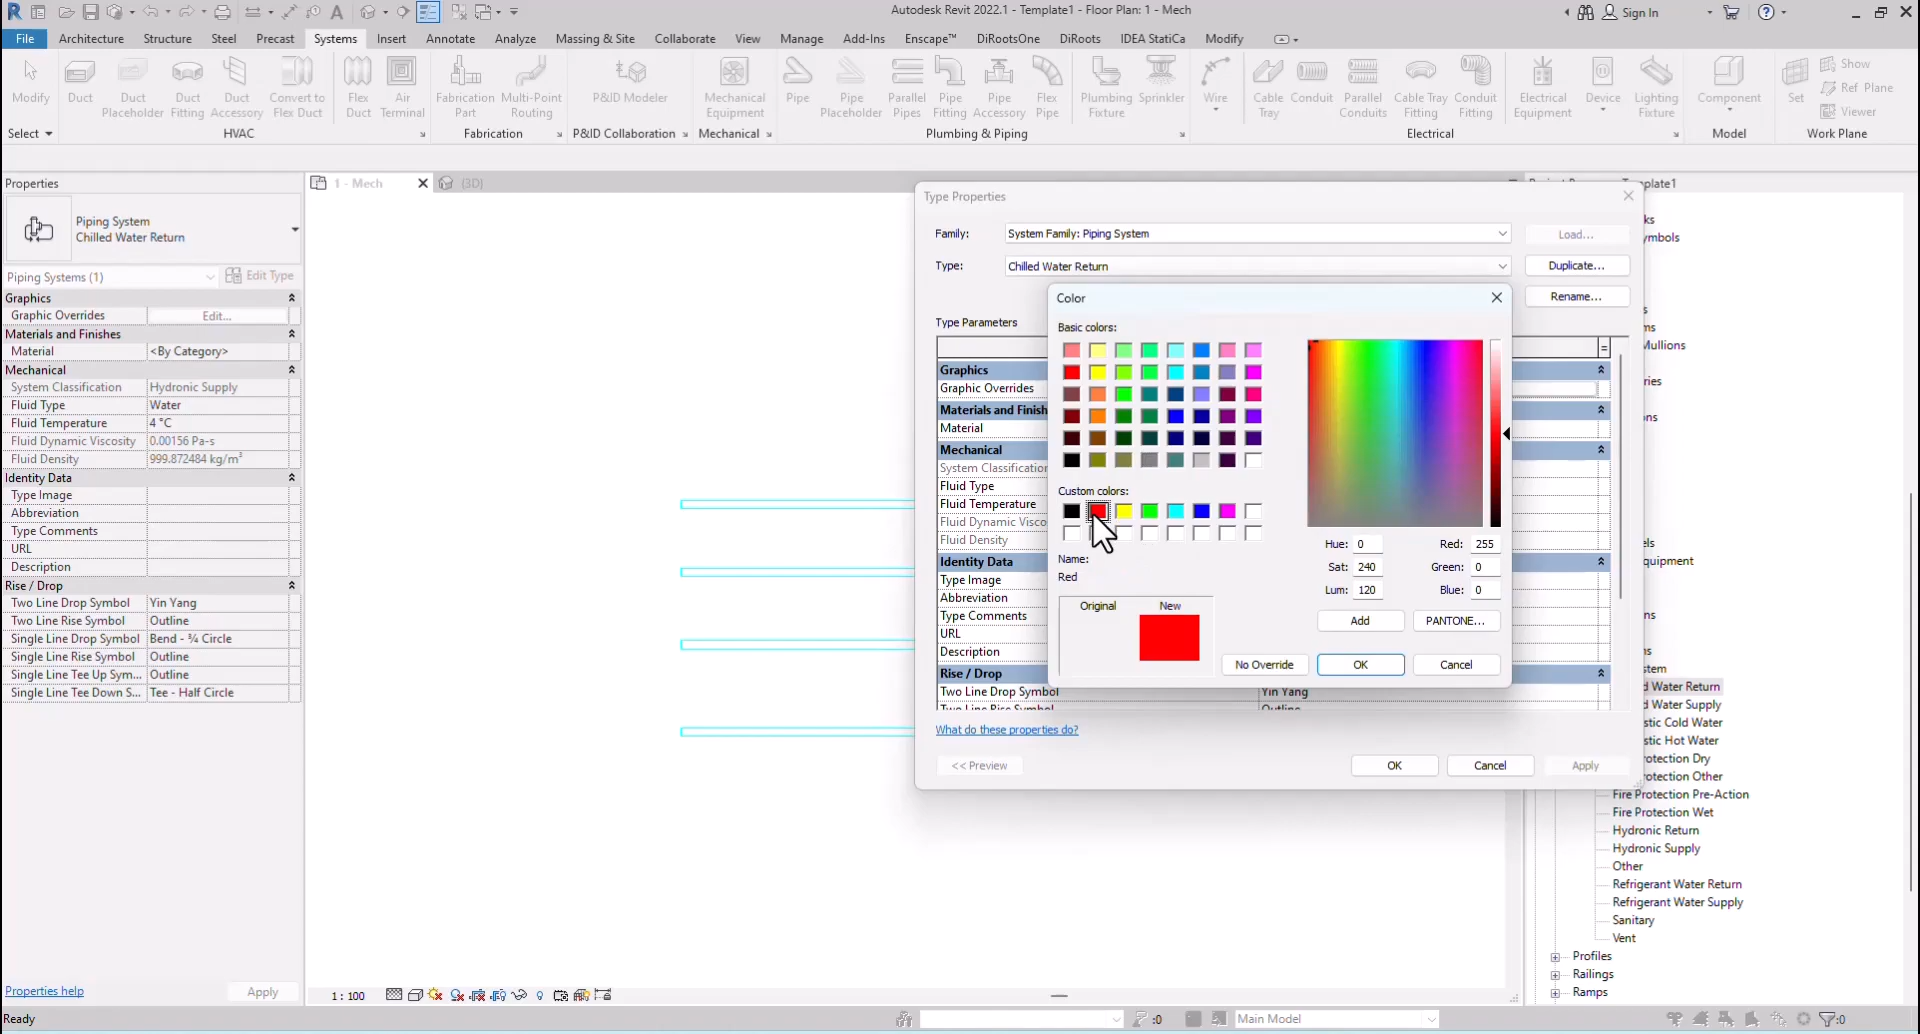 Autodesk Revit 2022.1 - Template1 - Floor Plan: 1 - Mech
Sign In
File Architecture Structure Steel Precast Systems Insert Annotate Analyze Massing & Site Collaborate View Manage Add-Ins Enscape™ DiRootsOne DiRoots IDEA StatiCa Modify
Modify
Duct
Duct Placeholder
Duct Fitting
Duct Accessory
Convert to Flex Duct
Flex Duct
Air Terminal
Fabrication Part
Multi-Point Routing
P&ID Modeler
Mechanical Equipment
Pipe
Pipe Placeholder
Parallel Pipes
Pipe Fitting
Pipe Accessory
Flex Pipe
Plumbing Fixture
Sprinkler
Wire
Cable Tray
Conduit
Parallel Conduits
Cable Tray Fitting
Conduit Fitting
Electrical Equipment
Device
Lighting Fixture
Component
Set
Show
Ref Plane
Viewer
Select HVAC Fabrication P&ID Collaboration Mechanical Plumbing & Piping Electrical Model Work Plane
Properties
Piping System
Chilled Water Return
Piping Systems (1) Edit Type
Graphics
Graphic Overrides Edit...
Materials and Finishes
Material <By Category>
Mechanical
System Classification Hydronic Supply
Fluid Type Water
Fluid Temperature 4 °C
Fluid Dynamic Viscosity 0.00156 Pa-s
Fluid Density 999.872484 kg/m³
Identity Data
Type Image
Abbreviation
Type Comments
URL
Description
Rise / Drop
Two Line Drop Symbol Yin Yang
Two Line Rise Symbol Outline
Single Line Drop Symbol Bend - ¾ Circle
Single Line Rise Symbol Outline
Single Line Tee Up Sym... Outline
Single Line Tee Down S... Tee - Half Circle
Properties help Apply
1 - Mech
(3D)
Type Properties
Family: System Family: Piping System Load...
Type: Chilled Water Return Duplicate...
Rename...
Type Parameters
=
Graphics
Graphic Overrides
Materials and Finish
Material
Mechanical
System Classification
Fluid Type
Fluid Temperature
Fluid Dynamic Visco
Fluid Density
Identity Data
Type Image
Abbreviation
Type Comments
URL
Description
Rise / Drop
Two Line Drop Symbol Yin Yang
Two Line Rise Symbol Outline
What do these properties do?
<< Preview OK Cancel Apply
Color
Basic colors:
Custom colors:
Name:
Red
Original New
Hue: 0 Red: 255
Sat: 240 Green: 0
Lum: 120 Blue: 0
Add PANTONE...
No Override OK Cancel
plate1
ks
ymbols
s
ms
Mullions
ries
ons
els
quipment
ns
s
stem
d Water Return
d Water Supply
stic Cold Water
stic Hot Water
otection Dry
otection Other
Fire Protection Pre-Action
Fire Protection Wet
Hydronic Return
Hydronic Supply
Other
Refrigerant Water Return
Refrigerant Water Supply
Sanitary
Vent
Profiles
Railings
Ramps
1 : 100
Ready :0 Main Model :0